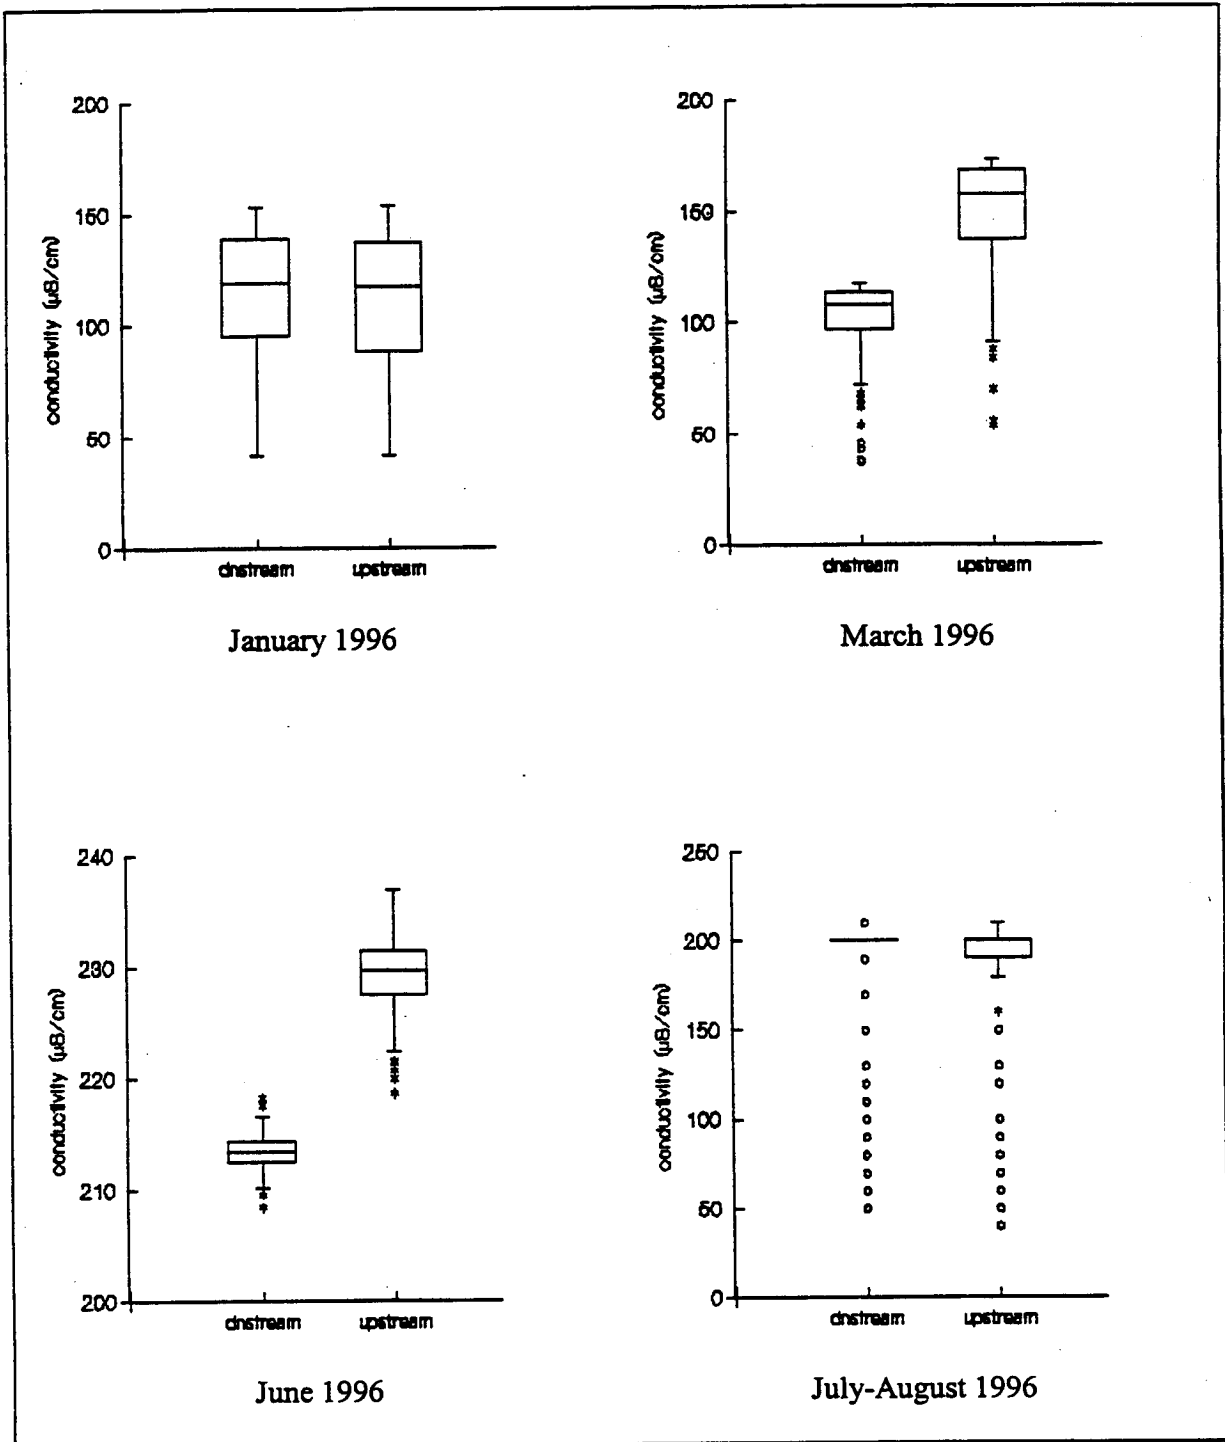 200
150
100
50
0
conductivity (µS/cm)
dnstream
upstream
January 1996
200
150
100
50
0
conductivity (µS/cm)
dnstream
upstream
March 1996
240
230
220
210
200
conductivity (µS/cm)
dnstream
upstream
June 1996
250
200
150
100
50
0
conductivity (µS/cm)
dnstream
upstream
July-August 1996